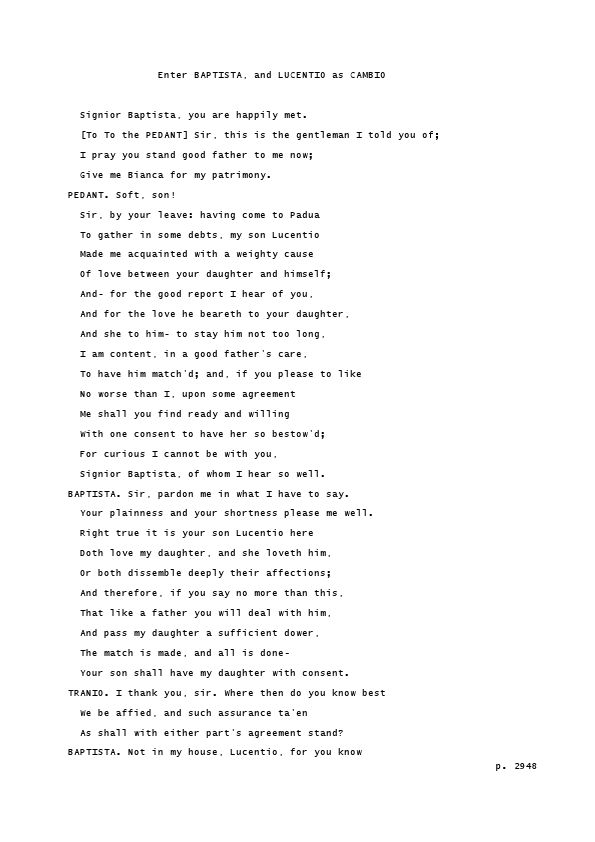 Enter BAPTISTA, and LUCENTIO as CAMBIO
Signior Baptista, you are happily met.
[To To the PEDANT] Sir, this is the gentleman I told you of;
I pray you stand good father to me now;
Give me Bianca for my patrimony.
PEDANT. Soft, son!
Sir, by your leave: having come to Padua
To gather in some debts, my son Lucentio
Made me acquainted with a weighty cause
Of love between your daughter and himself;
And- for the good report I hear of you,
And for the love he beareth to your daughter,
And she to him- to stay him not too long,
I am content, in a good father's care,
To have him match'd; and, if you please to like
No worse than I, upon some agreement
Me shall you find ready and willing
With one consent to have her so bestow'd;
For curious I cannot be with you,
Signior Baptista, of whom I hear so well.
BAPTISTA. Sir, pardon me in what I have to say.
Your plainness and your shortness please me well.
Right true it is your son Lucentio here
Doth love my daughter, and she loveth him,
Or both dissemble deeply their affections;
And therefore, if you say no more than this,
That like a father you will deal with him,
And pass my daughter a sufficient dower,
The match is made, and all is done-
Your son shall have my daughter with consent.
TRANIO. I thank you, sir. Where then do you know best
We be affied, and such assurance ta'en
As shall with either part's agreement stand?
BAPTISTA. Not in my house, Lucentio, for you know
p. 2948